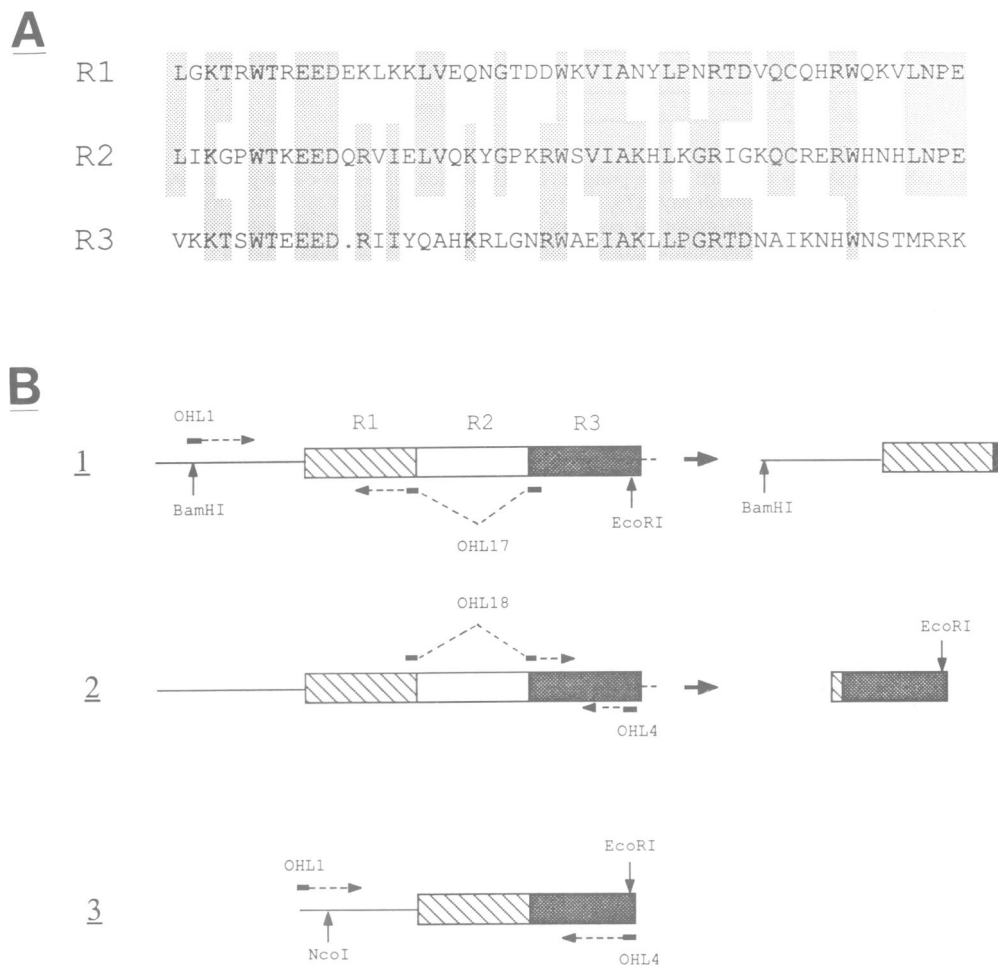 A
R1 LGKTRWTREEDEKLKKLVEQNGTDDWKVIANYLPNRTDVQCQHRWQKVLNPE
R2 LIKGPWTKEEDQRVIELVQKYGPKRWSVIAKHLKGRIGKQCRERWHNHLNPE
R3 VKKTSWTEEED.RIIYQAHKRLGNRWAEIAKLLPGRTDNAIKNHWNSTMRRK
B
OHL1 R1 R2 R3
1
BamHI EcoRI BamHI
OHL17
OHL18
EcoRI
2
OHL4
EcoRI
OHL1
3
NcoI OHL4